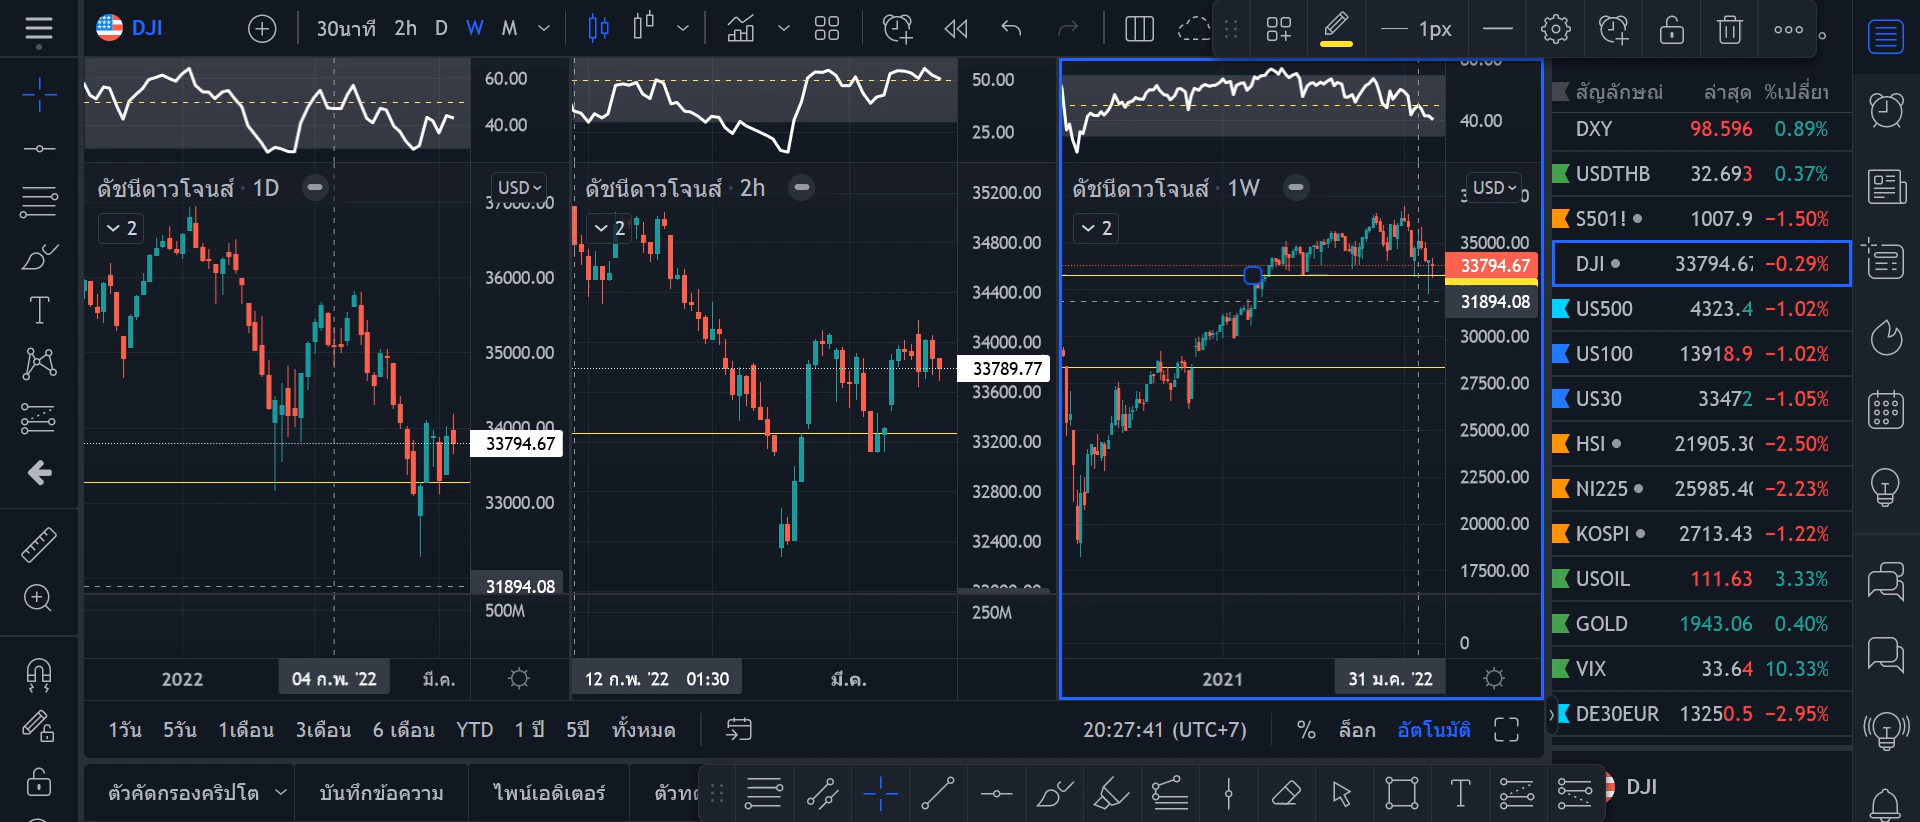 DJI
30นาที 2h D W M
1px
60.00
40.00
ดัชนีดาวโจนส์ · 1D
USD
2
37000.00
36000.00
35000.00
34000.00
33794.67
33000.00
31894.08
500M
2022
04 ก.พ. '22
มี.ค.
50.00
25.00
ดัชนีดาวโจนส์ · 2h
2
35200.00
34800.00
34400.00
34000.00
33789.77
33600.00
33200.00
32800.00
32400.00
250M
12 ก.พ. '22 01:30
มี.ค.
40.00
ดัชนีดาวโจนส์ · 1W
USD
2
35000.00
33794.67
31894.08
30000.00
27500.00
25000.00
22500.00
20000.00
17500.00
0
2021
31 ม.ค. '22
สัญลักษณ์ ล่าสุด
DXY 98.596 0.89%
USDTHB 32.693 0.37%
S501! 1007.9 −1.50%
DJI 33794.67 −0.29%
US500 4323.4 −1.02%
US100 13918.9 −1.02%
US30 33472 −1.05%
HSI 21905.30 −2.50%
NI225 25985.40 −2.23%
KOSPI 2713.43 −1.22%
USOIL 111.63 3.33%
GOLD 1943.06 0.40%
VIX 33.64 10.33%
DE30EUR 13250.5 −2.95%
1วัน 5วัน 1เดือน 3เดือน 6 เดือน YTD 1 ปี 5ปี ทั้งหมด
20:27:41 (UTC+7)
% ล็อก อัตโนมัติ
ตัวคัดกรองคริปโต
บันทึกข้อความ
ไพน์เอดิเตอร์
DJI